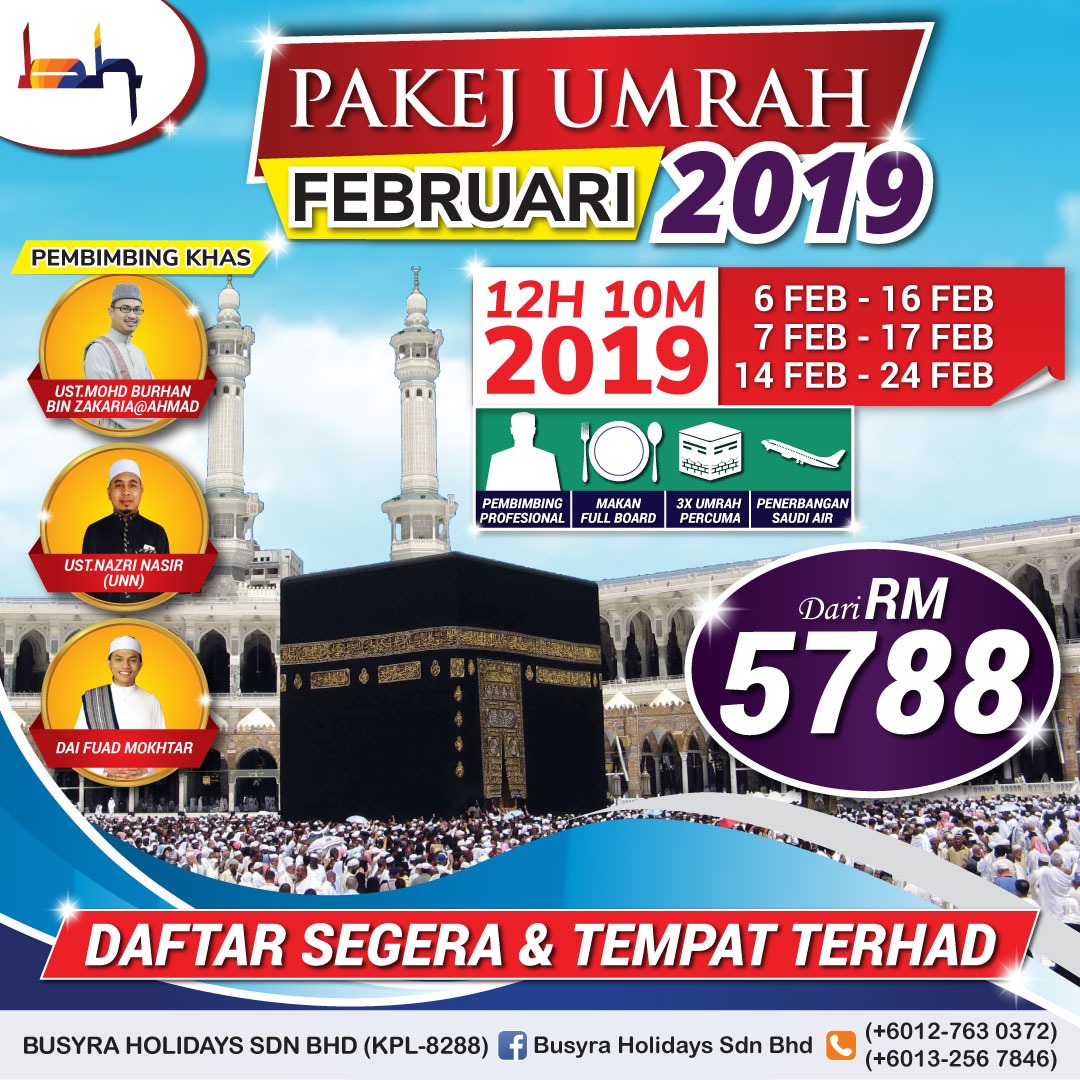 bah
PAKEJ UMRAH
FEBRUARI 2019
PEMBIMBING KHAS
UST.MOHD BURHAN
BIN ZAKARIA@AHMAD
UST.NAZRI NASIR
(UNN)
DAI FUAD MOKHTAR
12H 10M
2019
6 FEB - 16 FEB
7 FEB - 17 FEB
14 FEB - 24 FEB
PEMBIMBING
PROFESIONAL
MAKAN
FULL BOARD
3X UMRAH
PERCUMA
PENERBANGAN
SAUDI AIR
Dari RM
5788
DAFTAR SEGERA & TEMPAT TERHAD
BUSYRA HOLIDAYS SDN BHD (KPL-8288)
Busyra Holidays Sdn Bhd
(+6012-763 0372)
(+6013-256 7846)